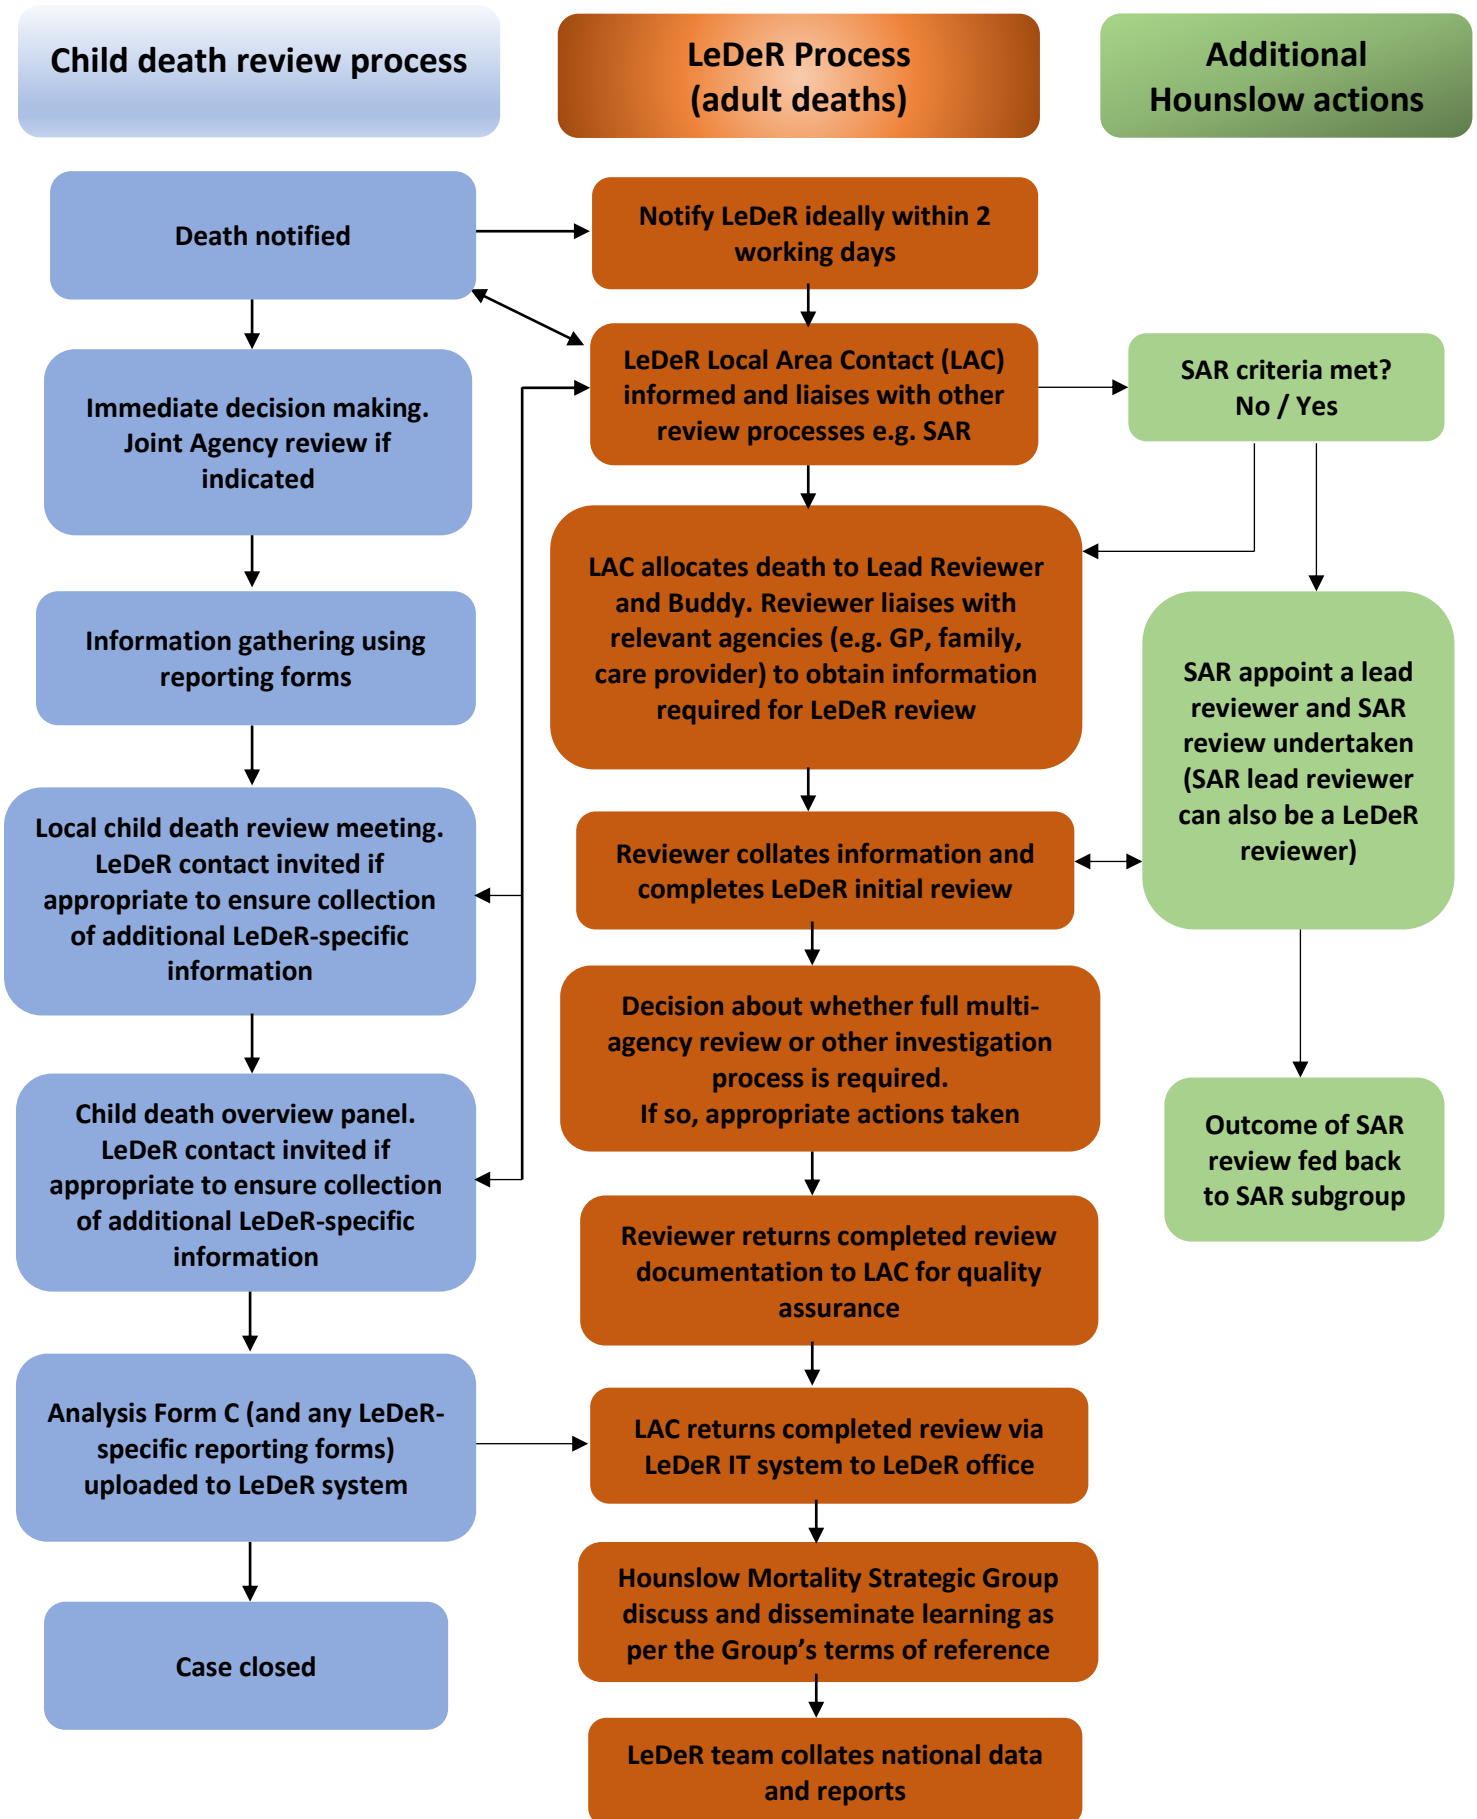 Child death review process
LeDeR Process
(adult deaths)
Additional
Hounslow actions
Death notified
Immediate decision making.
Joint Agency review if
indicated
Information gathering using
reporting forms
Local child death review meeting.
LeDeR contact invited if
appropriate to ensure collection
of additional LeDeR-specific
information
Child death overview panel.
LeDeR contact invited if
appropriate to ensure collection
of additional LeDeR-specific
information
Analysis Form C (and any LeDeR-
specific reporting forms)
uploaded to LeDeR system
Case closed
Notify LeDeR ideally within 2
working days
LeDeR Local Area Contact (LAC)
informed and liaises with other
review processes e.g. SAR
LAC allocates death to Lead Reviewer
and Buddy. Reviewer liaises with
relevant agencies (e.g. GP, family,
care provider) to obtain information
required for LeDeR review
Reviewer collates information and
completes LeDeR initial review
Decision about whether full multi-
agency review or other investigation
process is required.
If so, appropriate actions taken
Reviewer returns completed review
documentation to LAC for quality
assurance
LAC returns completed review via
LeDeR IT system to LeDeR office
Hounslow Mortality Strategic Group
discuss and disseminate learning as
per the Group’s terms of reference
LeDeR team collates national data
and reports
SAR criteria met?
No / Yes
SAR appoint a lead
reviewer and SAR
review undertaken
(SAR lead reviewer
can also be a LeDeR
reviewer)
Outcome of SAR
review fed back
to SAR subgroup